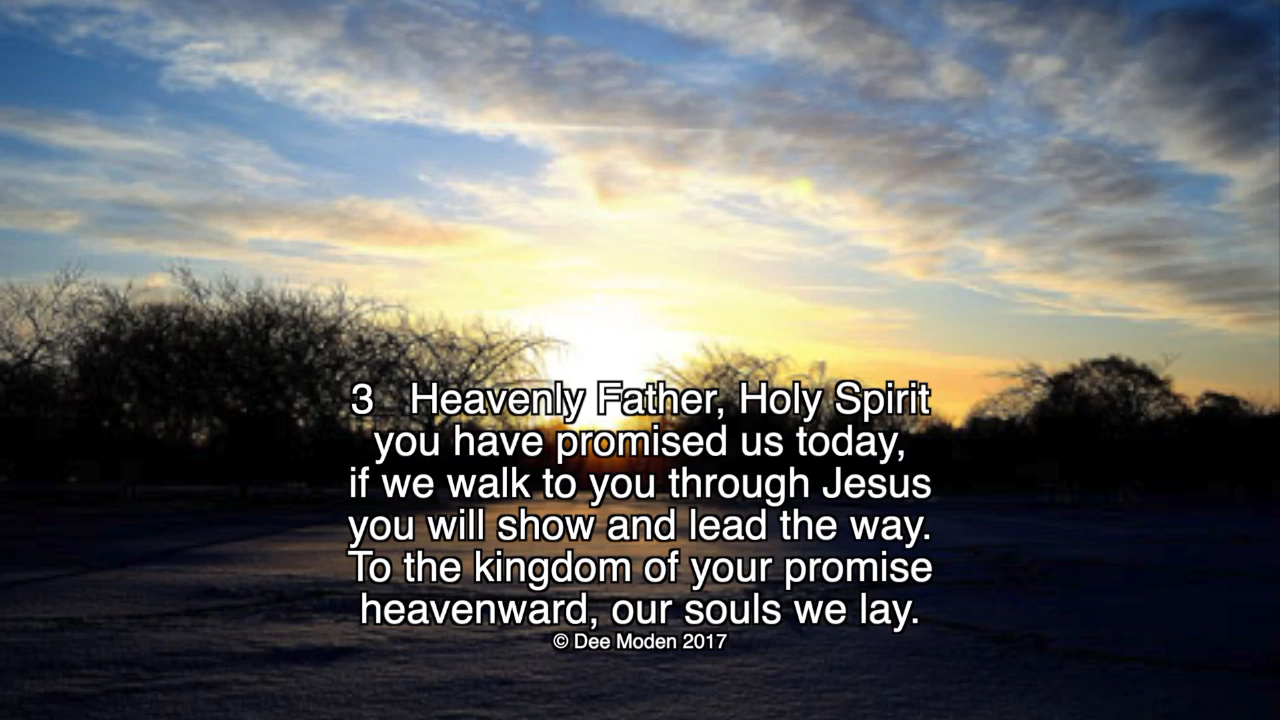 3 Heavenly Father, Holy Spirit
you have promised us today,
if we walk to you through Jesus
you will show and lead the way.
To the kingdom of your promise
heavenward, our souls we lay.
© Dee Moden 2017